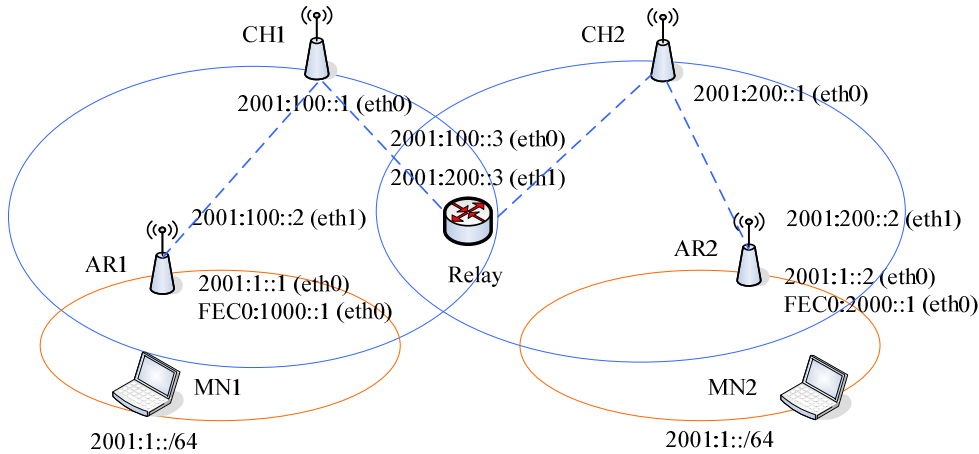 CH1
CH2
2001:100::1 (eth0)
2001:200::1 (eth0)
2001:100::3 (eth0)
2001:200::3 (eth1)
2001:100::2 (eth1)
2001:200::2 (eth1)
AR1
Relay
AR2
2001:1::1 (eth0)
FEC0:1000::1 (eth0)
2001:1::2 (eth0)
FEC0:2000::1 (eth0)
MN1
MN2
2001:1::/64
2001:1::/64